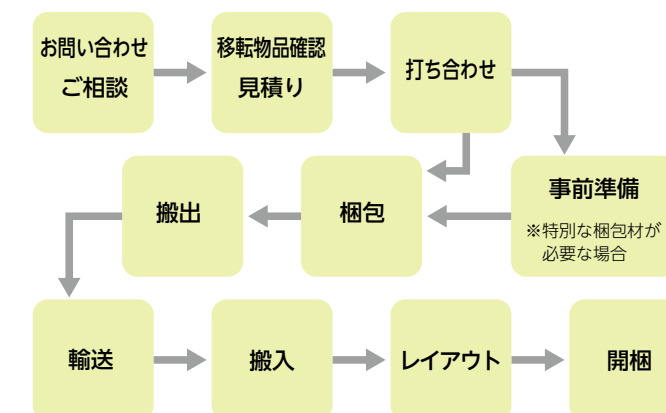 お問い合わせ
ご相談
移転物品確認
見積り
打ち合わせ
事前準備
※特別な梱包材が
必要な場合
梱包
搬出
輸送
搬入
レイアウト
開梱